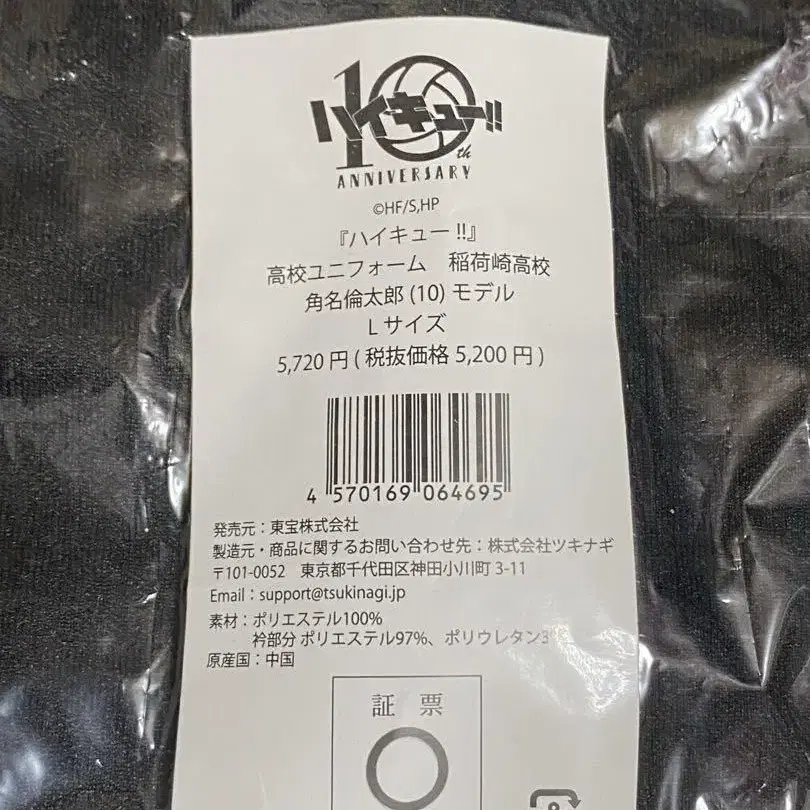 10th
ハイキュー!!
ANNIVERSARY
©HF/S,HP
『ハイキュー!!』
高校ユニフォーム　稲荷崎高校
角名倫太郎 (10) モデル
L サイズ
5,720 円 ( 税抜価格 5,200 円 )
4 570169 064695
発売元：東宝株式会社
製造元・商品に関するお問い合わせ先：株式会社ツキナギ
〒101-0052　東京都千代田区神田小川町 3-11
Email：support@tsukinagi.jp
素材：ポリエステル100%
衿部分 ポリエステル97%、ポリウレタン3%
原産国：中国
証 票